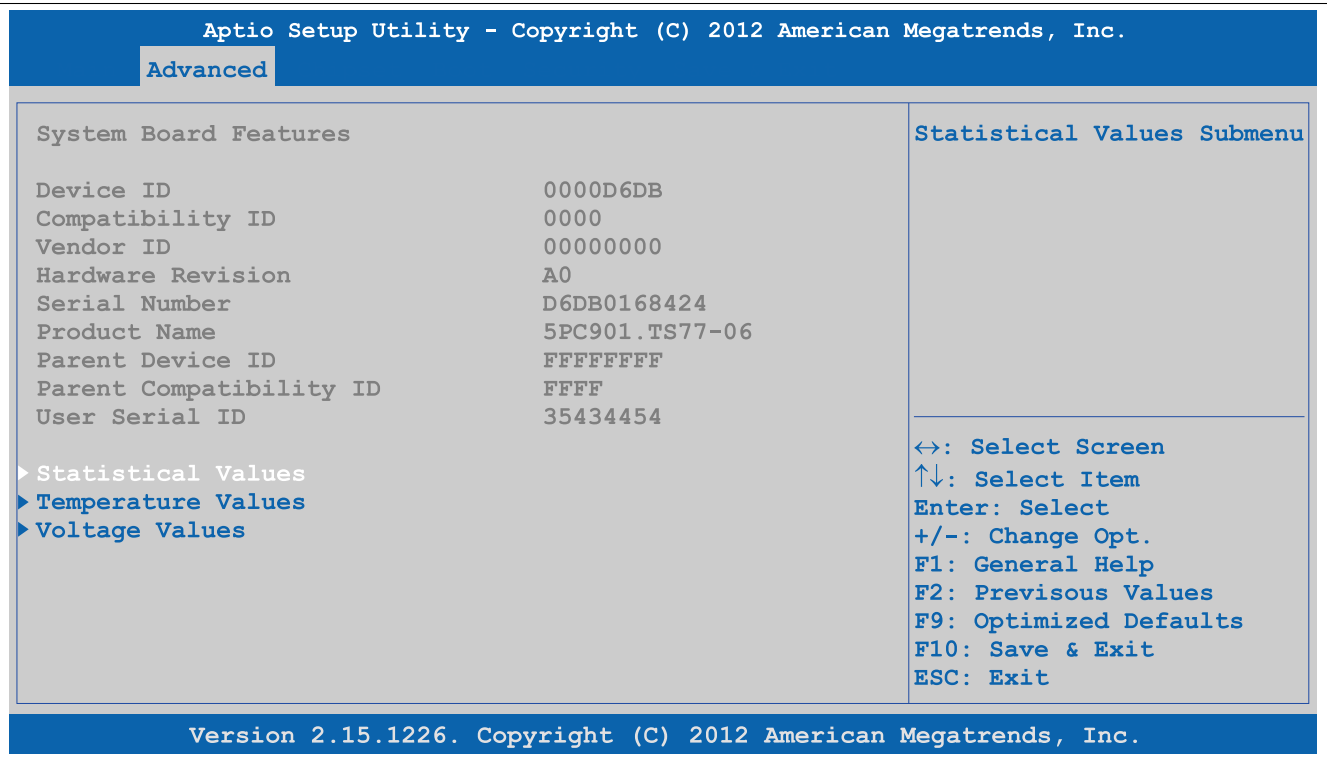 Aptio Setup Utility - Copyright (C) 2012 American Megatrends, Inc.
Advanced
System Board Features
Device ID 0000D6DB
Compatibility ID 0000
Vendor ID 00000000
Hardware Revision A0
Serial Number D6DB0168424
Product Name 5PC901.TS77-06
Parent Device ID FFFFFFFF
Parent Compatibility ID FFFF
User Serial ID 35434454
Statistical Values
Temperature Values
Voltage Values
Statistical Values Submenu
↔: Select Screen
↑↓: Select Item
Enter: Select
+/-: Change Opt.
F1: General Help
F2: Previsous Values
F9: Optimized Defaults
F10: Save & Exit
ESC: Exit
Version 2.15.1226. Copyright (C) 2012 American Megatrends, Inc.